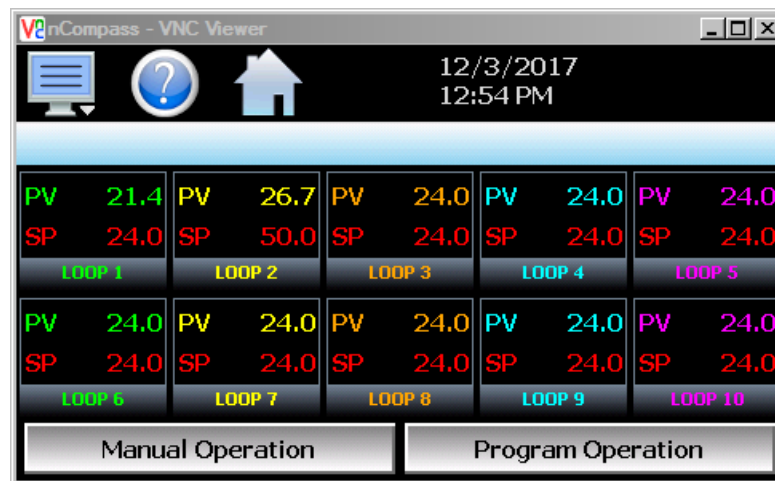 nCompass - VNC Viewer
12/3/2017
12:54 PM
PV 21.4 PV 26.7 PV 24.0 PV 24.0 PV 24.0
SP 24.0 SP 50.0 SP 24.0 SP 24.0 SP 24.0
LOOP 1 LOOP 2 LOOP 3 LOOP 4 LOOP 5
PV 24.0 PV 24.0 PV 24.0 PV 24.0 PV 24.0
SP 24.0 SP 24.0 SP 24.0 SP 24.0 SP 24.0
LOOP 6 LOOP 7 LOOP 8 LOOP 9 LOOP 10
Manual Operation Program Operation